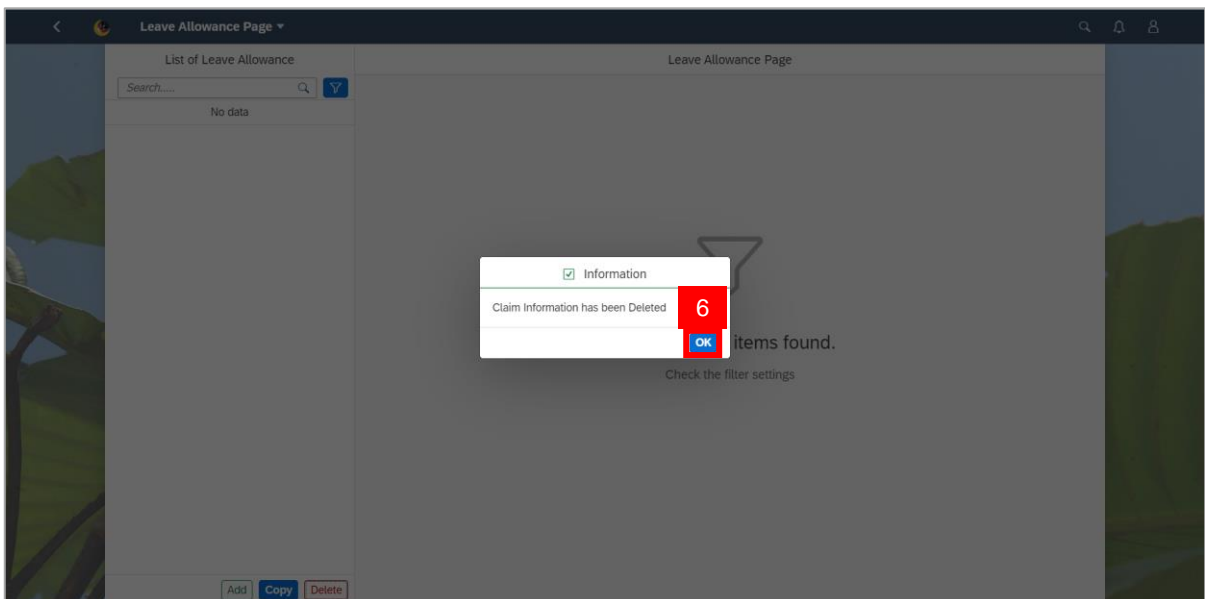 Leave Allowance Page
List of Leave Allowance
Leave Allowance Page
Search.....
No data
Information
Claim Information has been Deleted
6
OK
items found.
Check the filter settings
Add Copy Delete